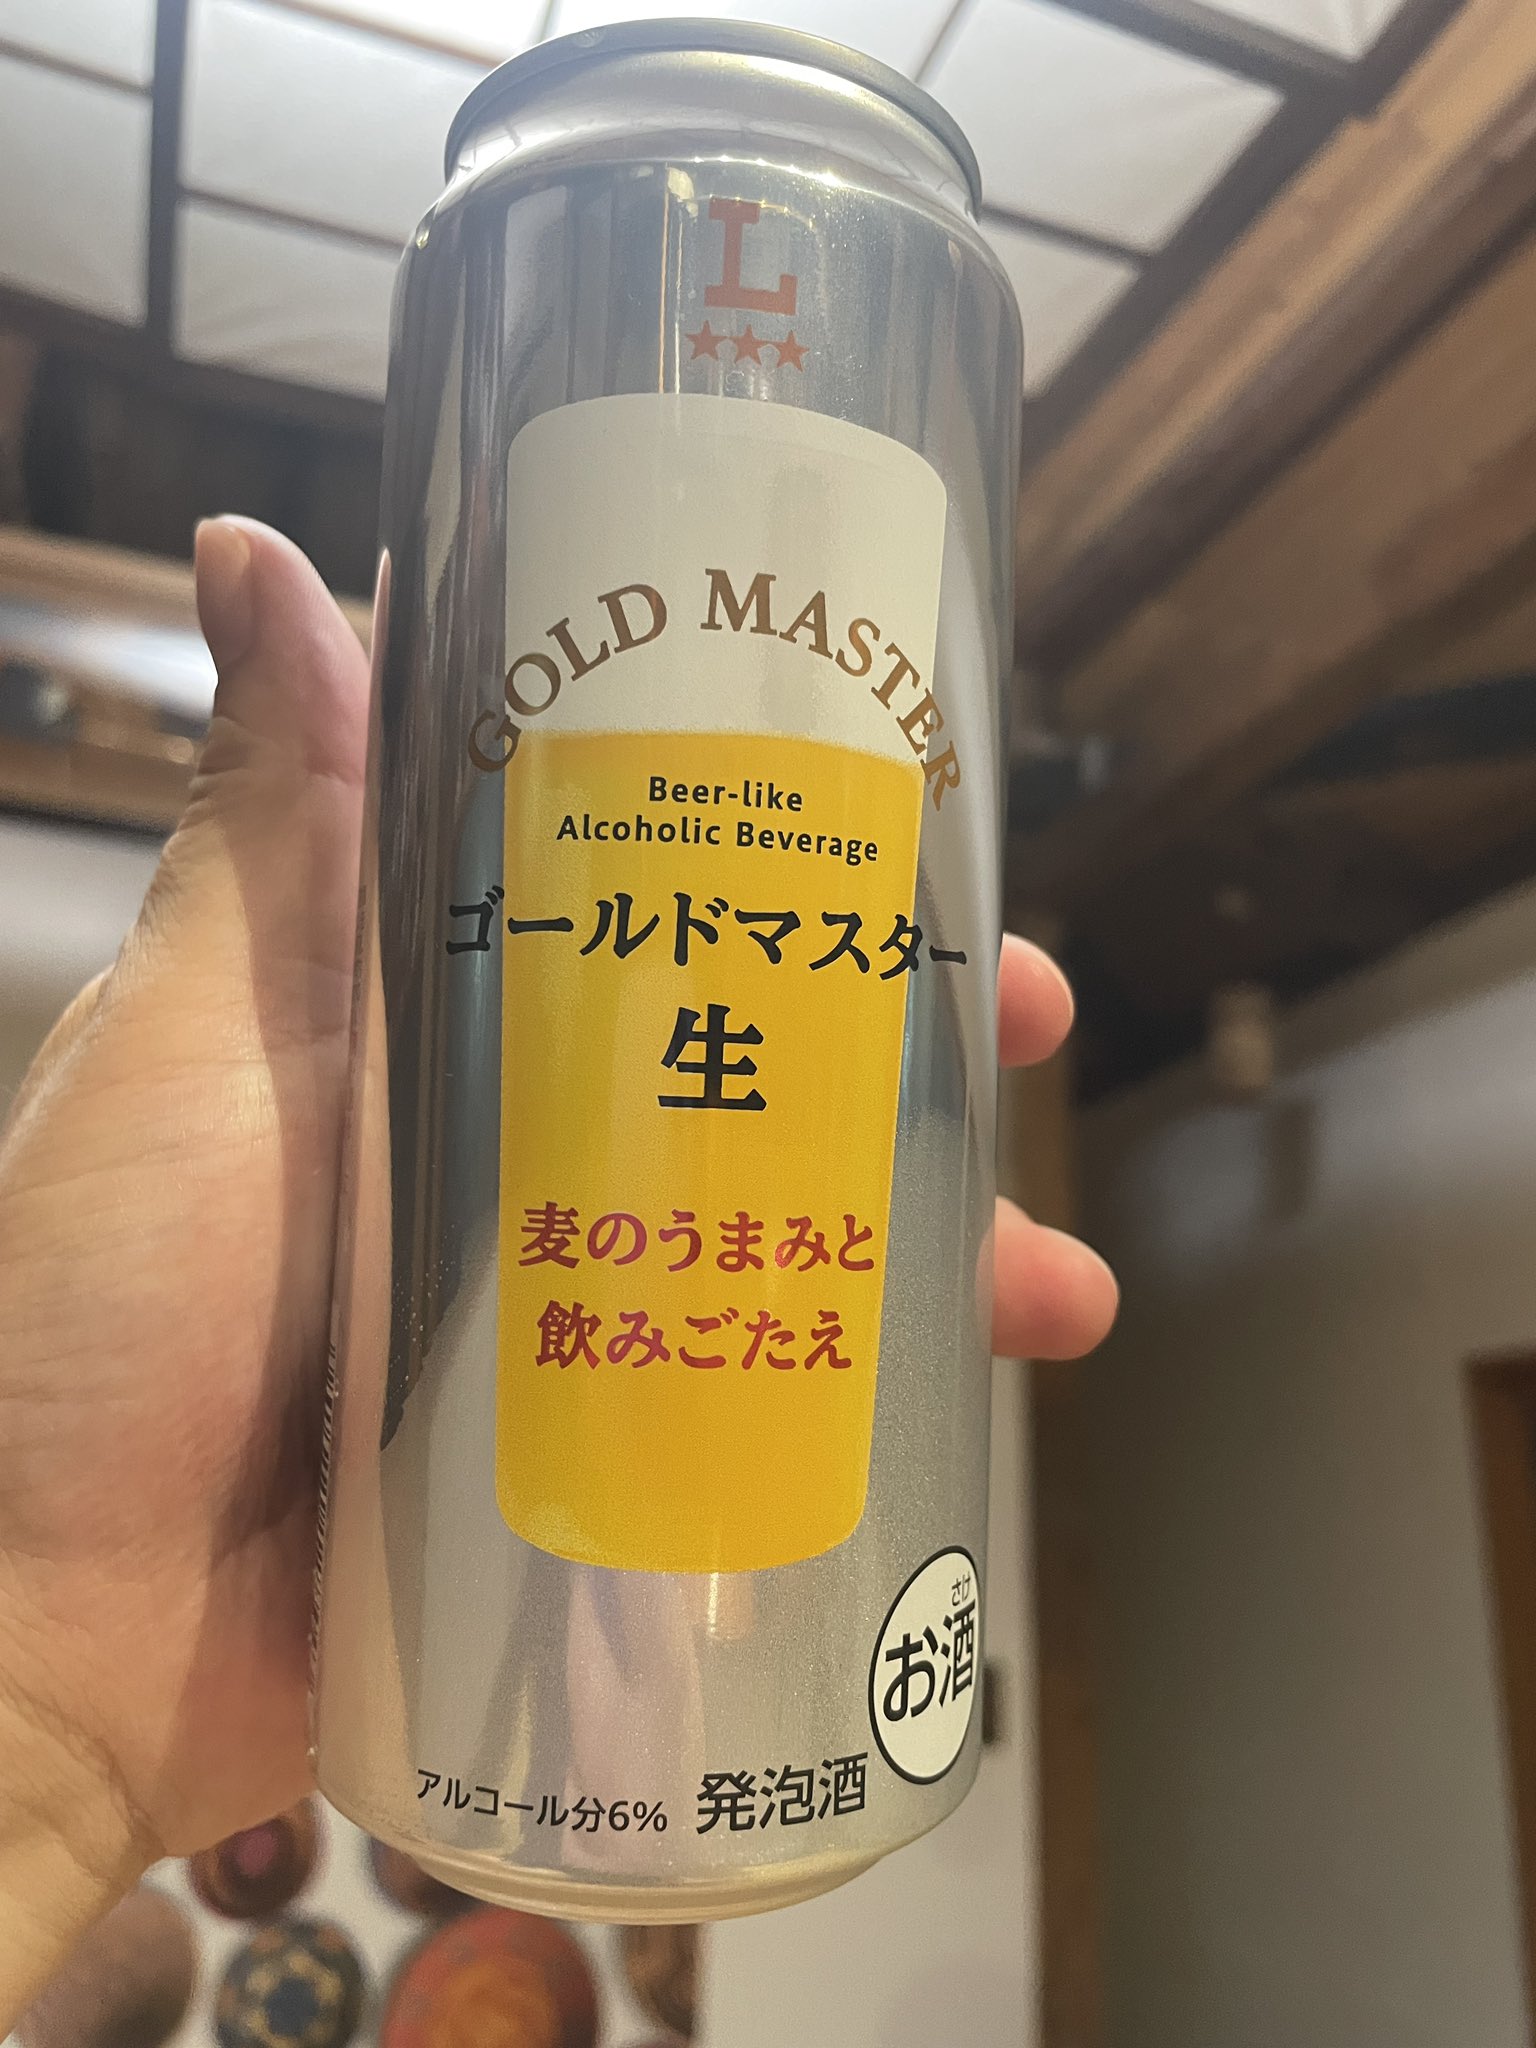 L
★★★
GOLD MASTER
Beer-like
Alcoholic Beverage
ゴールドマスター
生
麦のうまみと
飲みごたえ
さけ
お酒
アルコール分6% 発泡酒